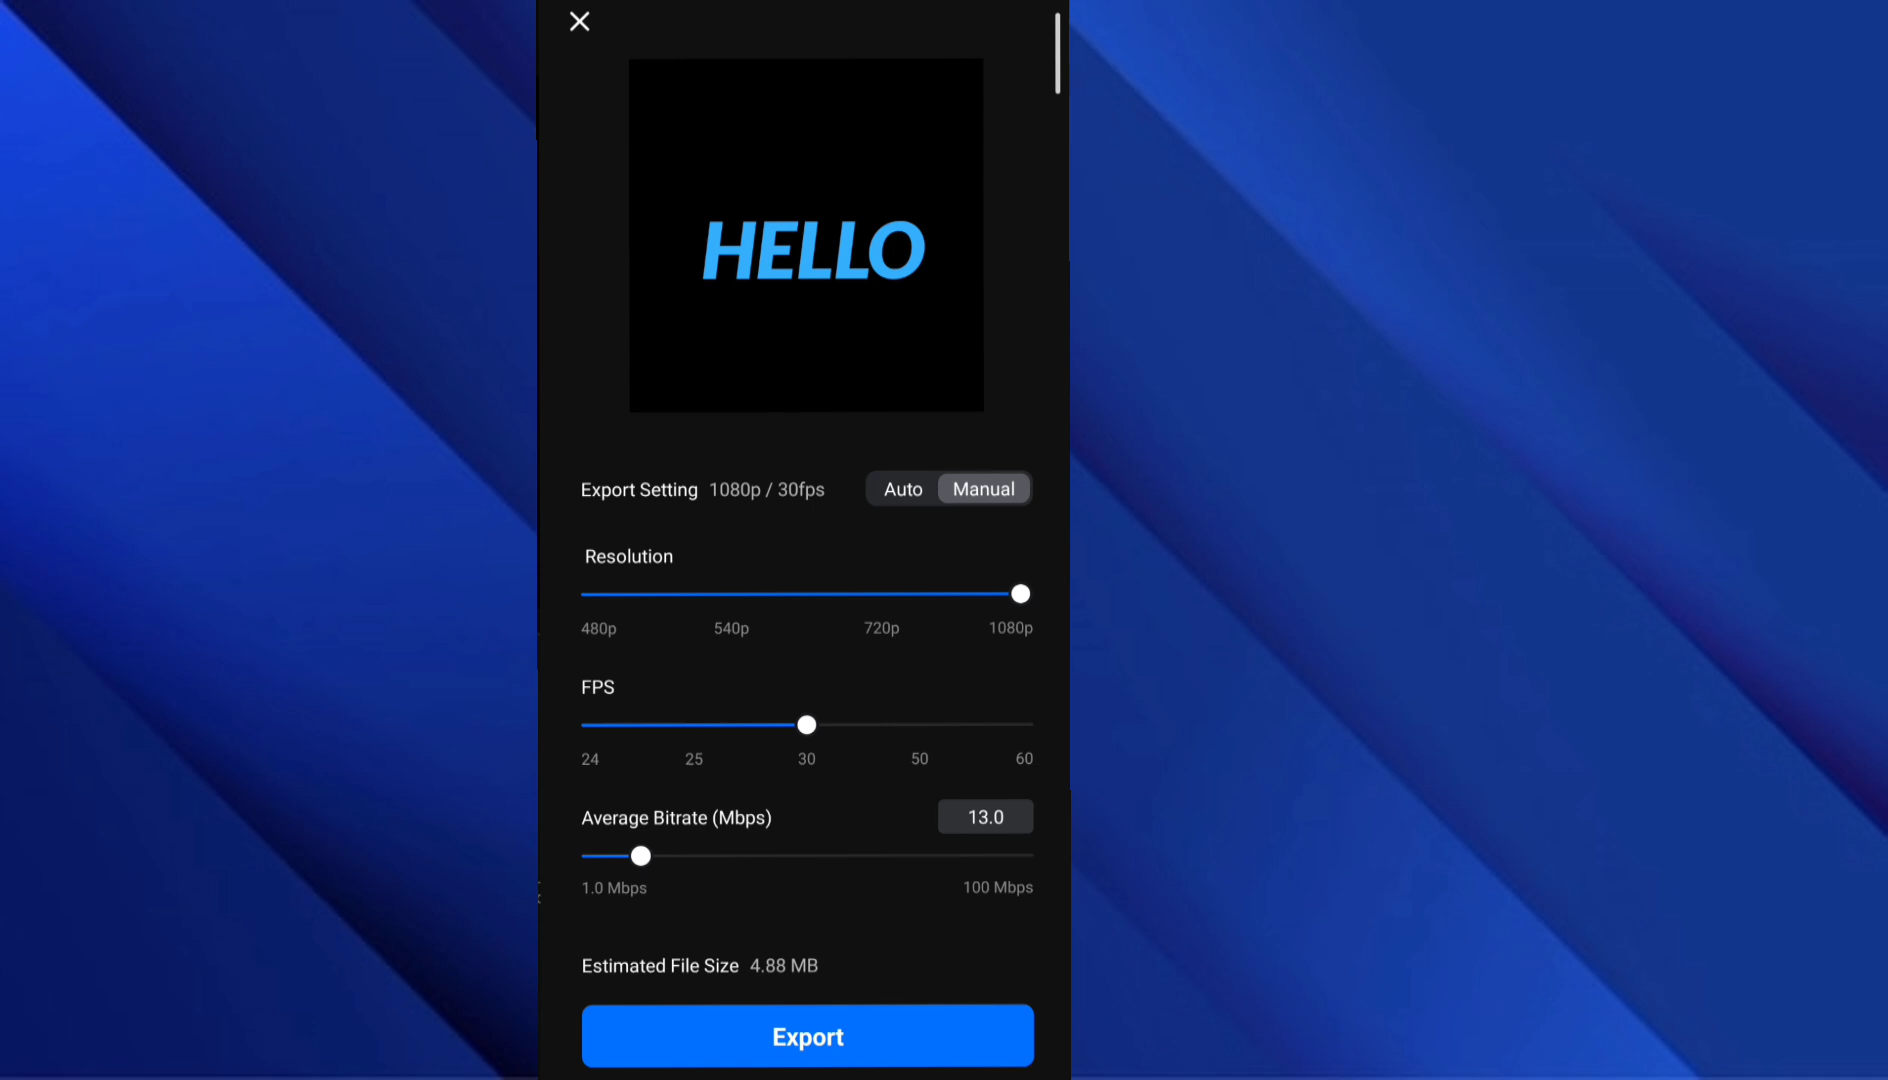 HELLO
Export Setting 1080p / 30fps Auto Manual
Resolution
480p 540p 720p 1080p
FPS
24 25 30 50 60
Average Bitrate (Mbps) 13.0
1.0 Mbps 100 Mbps
Estimated File Size 4.88 MB
Export